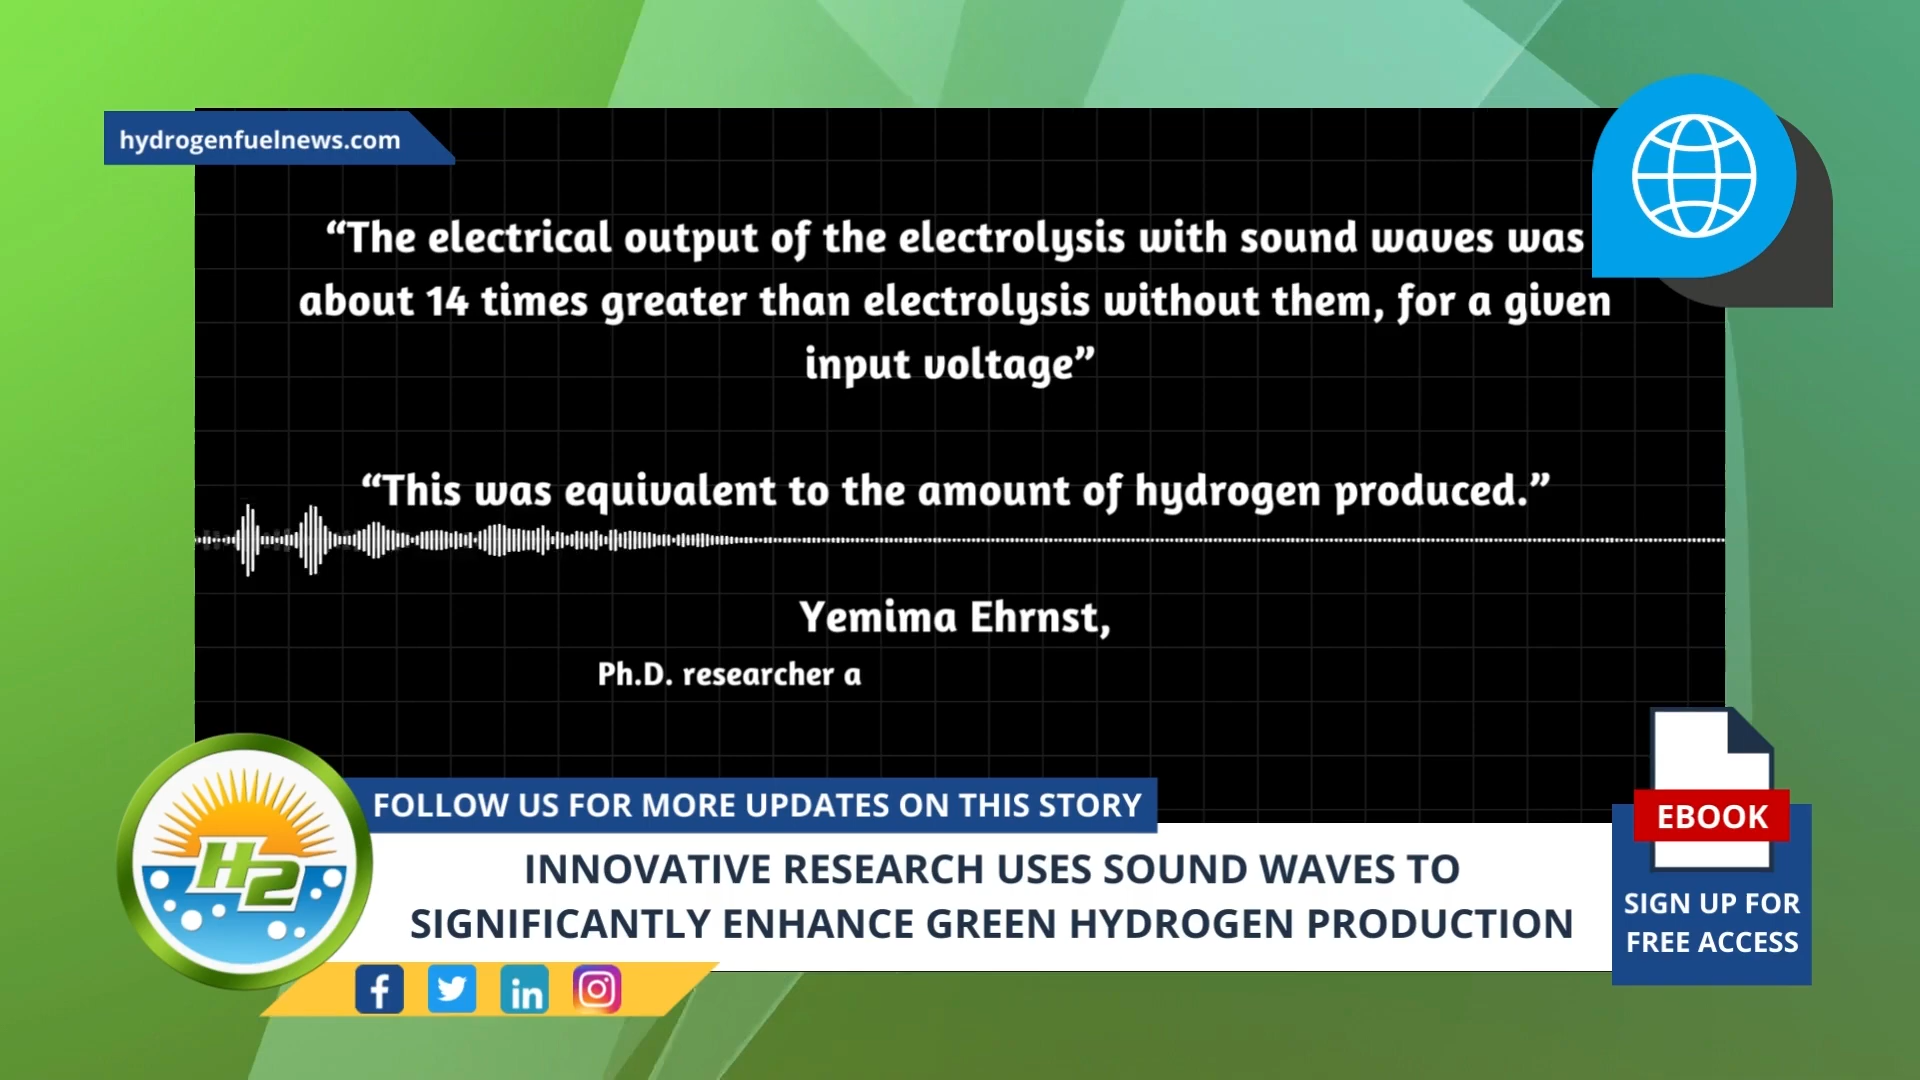 hydrogenfuelnews.com
“The electrical output of the electrolysis with sound waves was
about 14 times greater than electrolysis without them, for a given
input voltage”
“This was equivalent to the amount of hydrogen produced.”
Yemima Ehrnst,
Ph.D. researcher a
H2
FOLLOW US FOR MORE UPDATES ON THIS STORY
INNOVATIVE RESEARCH USES SOUND WAVES TO
SIGNIFICANTLY ENHANCE GREEN HYDROGEN PRODUCTION
EBOOK
SIGN UP FOR
FREE ACCESS